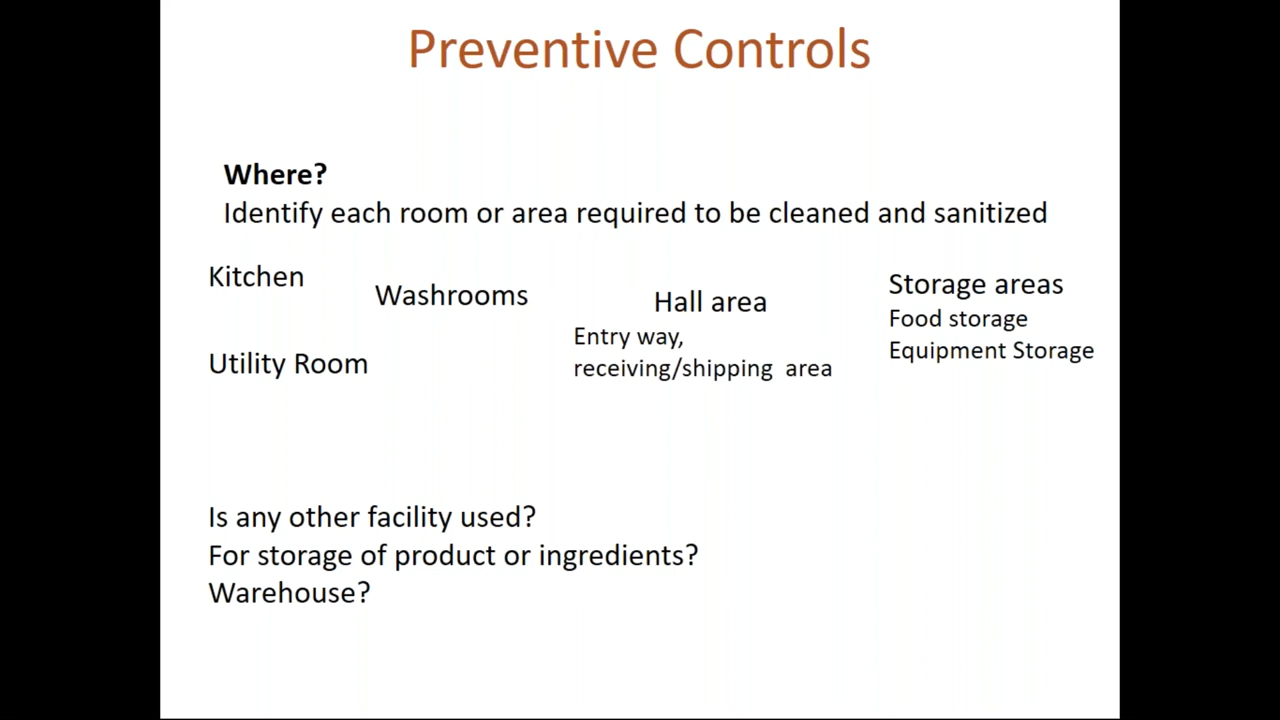 Preventive Controls
Where?
Identify each room or area required to be cleaned and sanitized
Kitchen
Washrooms
Utility Room
Hall area
Entry way,
receiving/shipping area
Storage areas
Food storage
Equipment Storage
Is any other facility used?
For storage of product or ingredients?
Warehouse?